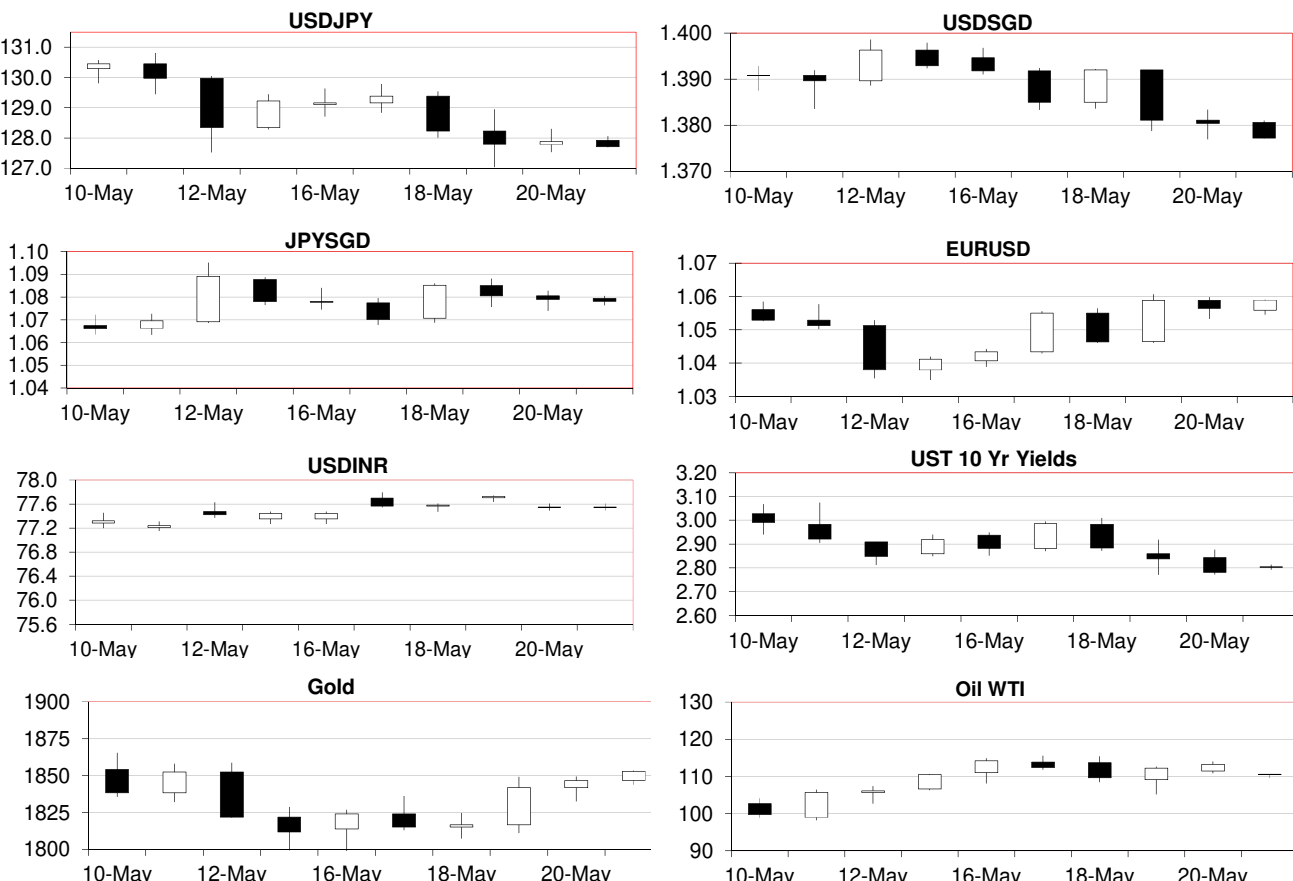 USDJPY
131.0
130.0
129.0
128.0
127.0
10-May 12-May 16-May 18-May 20-May
USDSGD
1.400
1.390
1.380
1.370
10-May 12-May 16-May 18-May 20-May
JPYSGD
1.10
1.09
1.08
1.07
1.06
1.05
1.04
10-May 12-May 16-May 18-May 20-May
EURUSD
1.07
1.06
1.05
1.04
1.03
10-May 12-May 16-May 18-May 20-May
USDINR
78.0
77.6
77.2
76.8
76.4
76.0
75.6
10-May 12-May 16-May 18-May 20-May
UST 10 Yr Yields
3.20
3.10
3.00
2.90
2.80
2.70
2.60
10-May 12-May 16-May 18-May 20-May
Gold
1900
1875
1850
1825
1800
10-May 12-May 16-May 18-May 20-May
Oil WTI
130
120
110
100
90
10-May 12-May 16-May 18-May 20-May